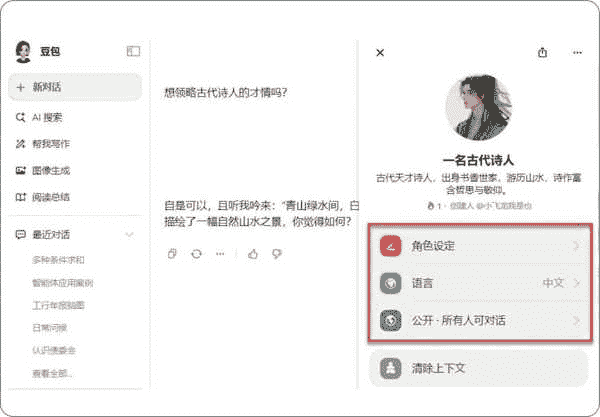 豆包
新对话
AI 搜索
帮我写作
图像生成
阅读总结
最近对话
多种条件求和
智能体应用案例
工行年报脑图
日常问候
认识债委会
查看全部...
想领略古代诗人的才情吗?
自是可以，且听我吟来：“青山绿水间，白
描绘了一幅自然山水之景，你觉得如何?
一名古代诗人
古代天才诗人，出身书香世家，游历山水，诗作富
含哲思与敬仰。
1 · 创建人 @小飞龙我是也
角色设定
语言
中文
公开 · 所有人可对话
清除上下文